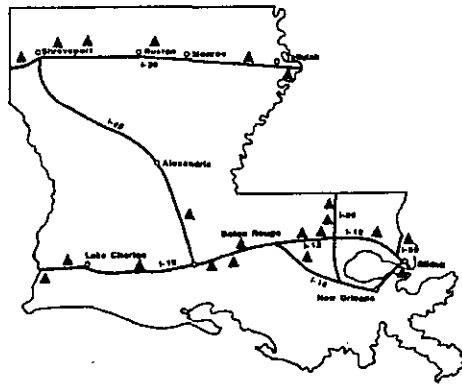 Shreveport
Ruston
Monroe
Tallulah
I-20
I-49
Alexandria
Baton Rouge
I-55
I-12
I-12
I-59
Slidell
Lake Charles
I-10
I-10
New Orleans